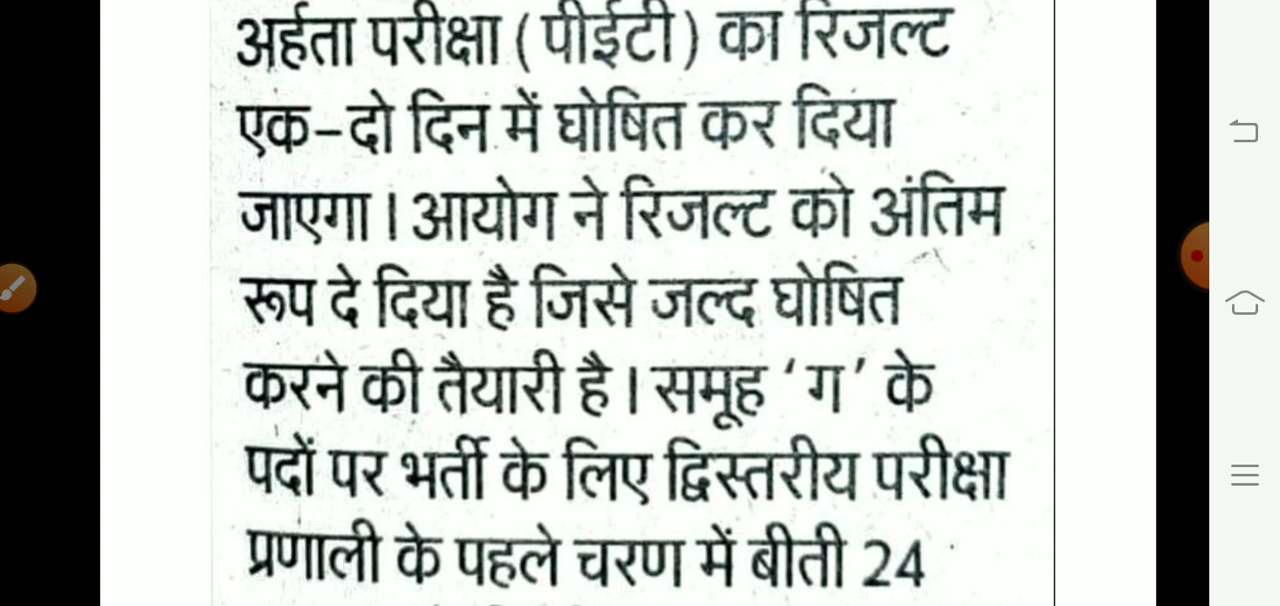 अर्हता परीक्षा ( पीईटी ) का रिजल्ट
एक-दो दिन में घोषित कर दिया
जाएगा । आयोग ने रिजल्ट को अंतिम
रूप दे दिया है जिसे जल्द घोषित
करने की तैयारी है । समूह ‘ ग ’ के
पदों पर भर्ती के लिए द्विस्तरीय परीक्षा
प्रणाली के पहले चरण में बीती 24